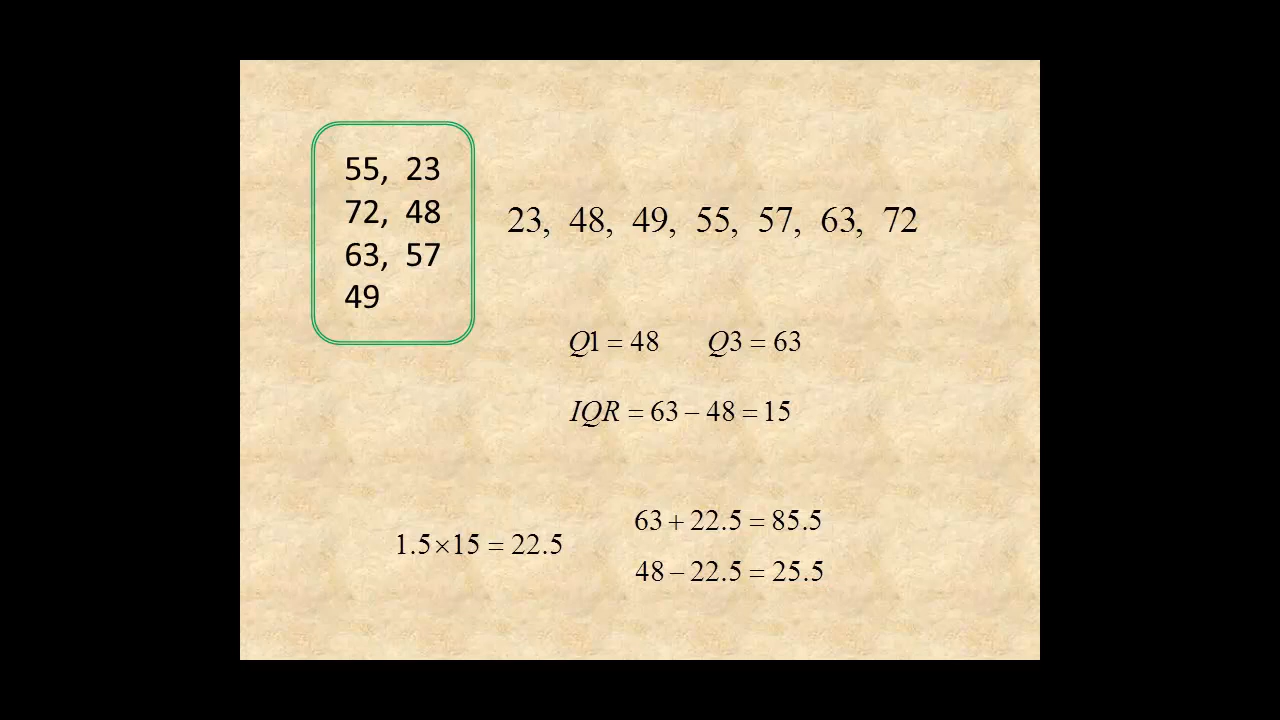 55, 23
72, 48
63, 57
49
23, 48, 49, 55, 57, 63, 72
Q1 = 48 Q3 = 63
IQR = 63 − 48 = 15
1.5×15 = 22.5
63 + 22.5 = 85.5
48 − 22.5 = 25.5